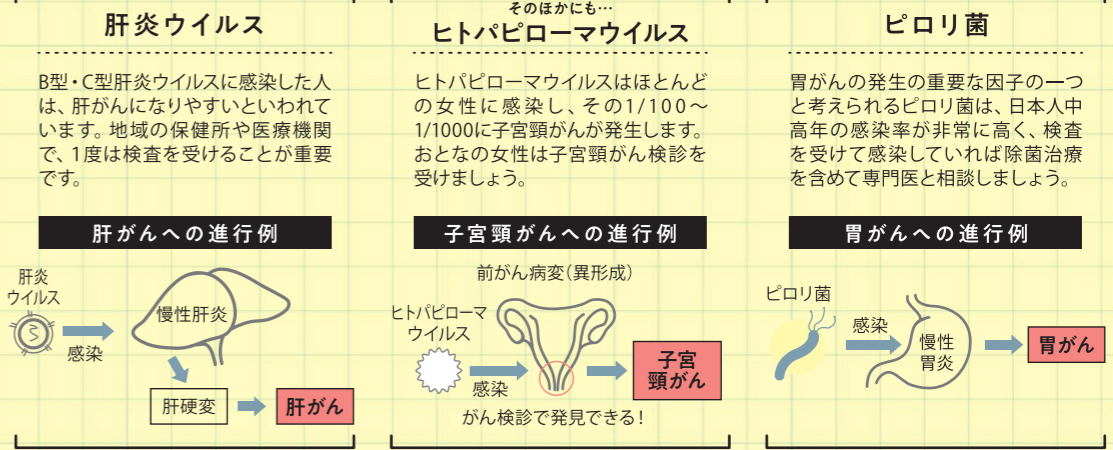 肝炎ウイルス
B型・C型肝炎ウイルスに感染した人
は、肝がんになりやすいといわれて
います。地域の保健所や医療機関
で、1度は検査を受けることが重要
です。
肝がんへの進行例
肝炎
ウイルス
感染
慢性肝炎
肝硬変
肝がん
そのほかにも…
ヒトパピローマウイルス
ヒトパピローマウイルスはほとんど
の女性に感染し、その1/100〜
1/1000に子宮頸がんが発生します。
おとなの女性は子宮頸がん検診を
受けましょう。
子宮頸がんへの進行例
前がん病変(異形成)
ヒトパピローマ
ウイルス
感染
子宮
頸がん
がん検診で発見できる!
ピロリ菌
胃がんの発生の重要な因子の一つ
と考えられるピロリ菌は、日本人中
高年の感染率が非常に高く、検査
を受けて感染していれば除菌治療
を含めて専門医と相談しましょう。
胃がんへの進行例
ピロリ菌
感染
慢性
胃炎
胃がん